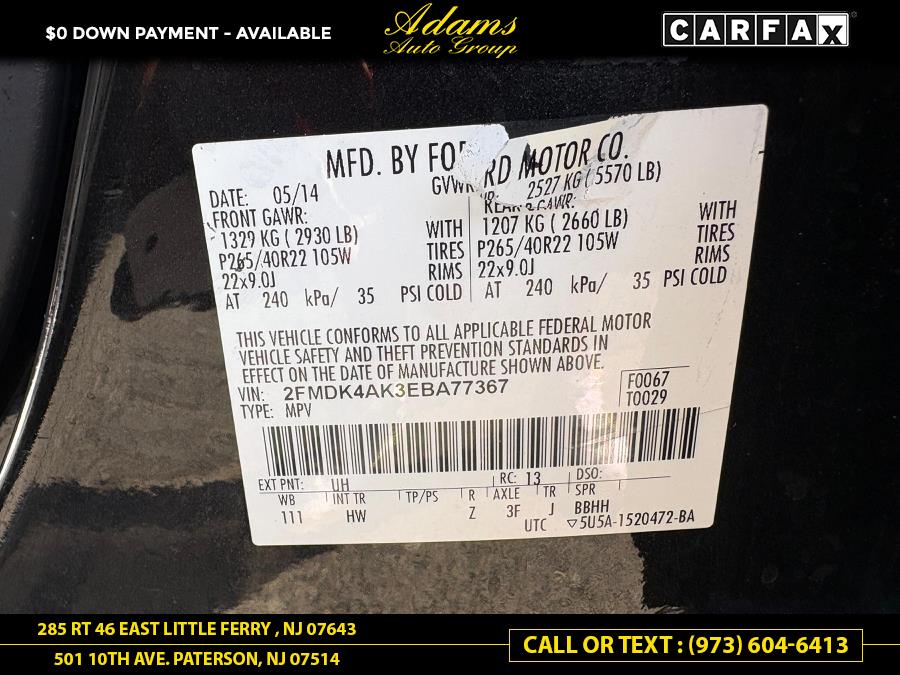 $0 DOWN PAYMENT - AVAILABLE
Adams
Auto Group
CARFAX
MFD. BY FO RD MOTOR CO.
DATE: 05/14
GVWR 2527 KG (5570 LB)
FRONT GAWR:
REAR GAWR:
1329 KG ( 2930 LB) WITH
1207 KG ( 2660 LB) WITH
P265/40R22 105W TIRES
P265/40R22 105W TIRES
22x9.0J RIMS
22x9.0J RIMS
AT 240 kPa/ 35 PSI COLD
AT 240 kPa/ 35 PSI COLD
THIS VEHICLE CONFORMS TO ALL APPLICABLE FEDERAL MOTOR
VEHICLE SAFETY AND THEFT PREVENTION STANDARDS IN
EFFECT ON THE DATE OF MANUFACTURE SHOWN ABOVE.
VIN: 2FMDK4AK3EBA77367
F0067
TYPE: MPV
T0029
EXT PNT: UH RC: 13 DSO:
WB INT TR TP/PS R AXLE TR SPR
111 HW Z 3F J BBHH
UTC ▽5U5A-1520472-BA
285 RT 46 EAST LITTLE FERRY , NJ 07643
501 10TH AVE. PATERSON, NJ 07514
CALL OR TEXT : (973) 604-6413